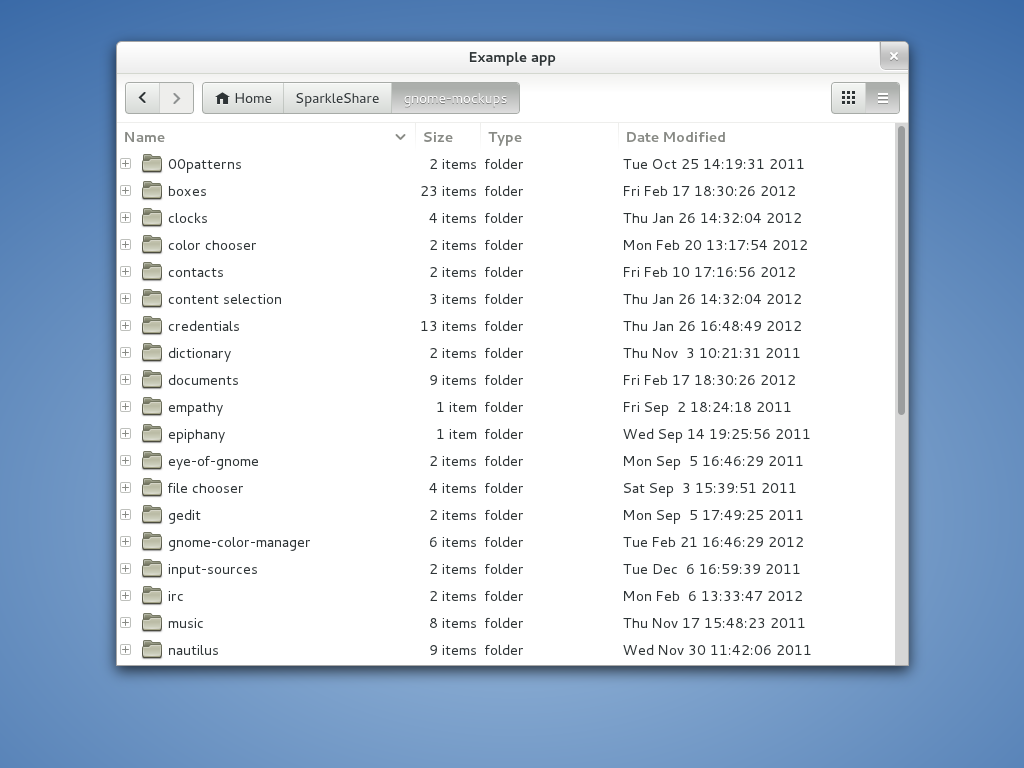 Example app
Home SparkleShare gnome-mockups
Name Size Type Date Modified
00patterns 2 items folder Tue Oct 25 14:19:31 2011
boxes 23 items folder Fri Feb 17 18:30:26 2012
clocks 4 items folder Thu Jan 26 14:32:04 2012
color chooser 2 items folder Mon Feb 20 13:17:54 2012
contacts 2 items folder Fri Feb 10 17:16:56 2012
content selection 3 items folder Thu Jan 26 14:32:04 2012
credentials 13 items folder Thu Jan 26 16:48:49 2012
dictionary 2 items folder Thu Nov  3 10:21:31 2011
documents 9 items folder Fri Feb 17 18:30:26 2012
empathy 1 item folder Fri Sep  2 18:24:18 2011
epiphany 1 item folder Wed Sep 14 19:25:56 2011
eye-of-gnome 2 items folder Mon Sep  5 16:46:29 2011
file chooser 4 items folder Sat Sep  3 15:39:51 2011
gedit 2 items folder Mon Sep  5 17:49:25 2011
gnome-color-manager 6 items folder Tue Feb 21 16:46:29 2012
input-sources 2 items folder Tue Dec  6 16:59:39 2011
irc 2 items folder Mon Feb  6 13:33:47 2012
music 8 items folder Thu Nov 17 15:48:23 2011
nautilus 9 items folder Wed Nov 30 11:42:06 2011